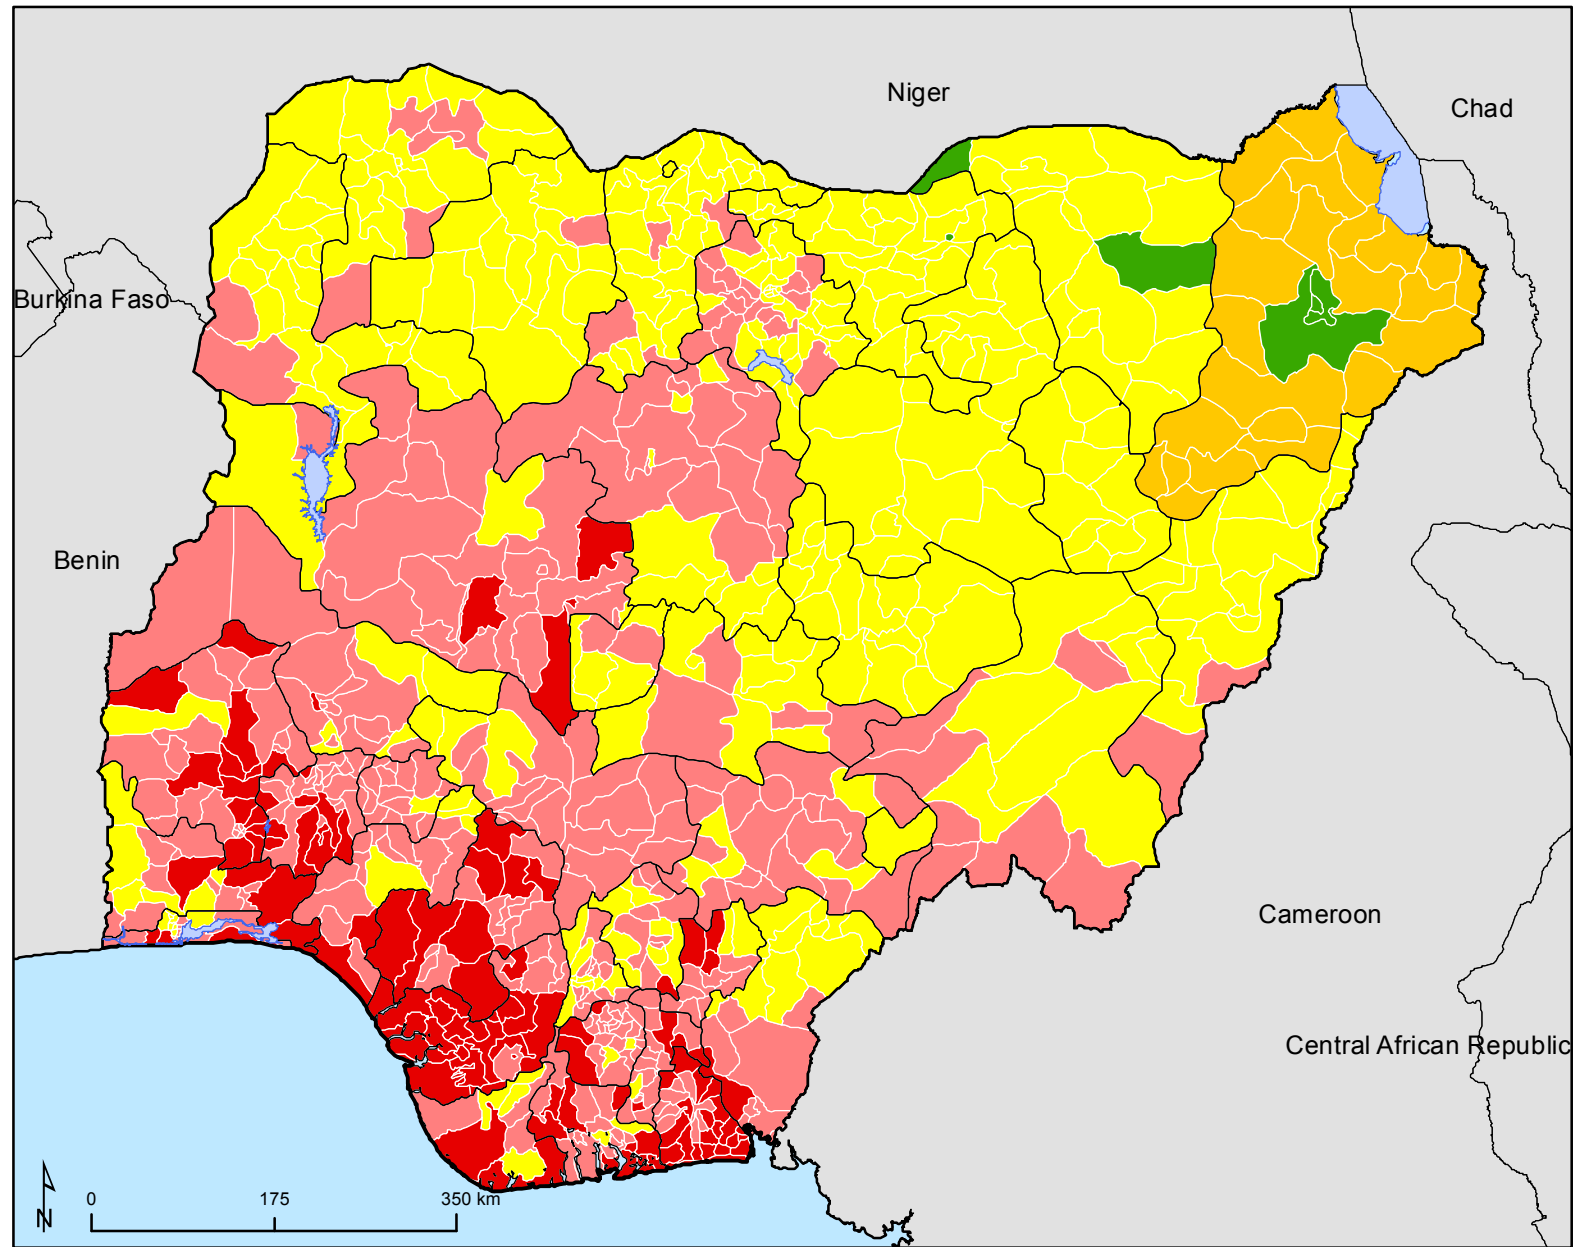 Niger
Chad
Burkina Faso
Benin
Cameroon
Central African Republic
N
0 175 350 km